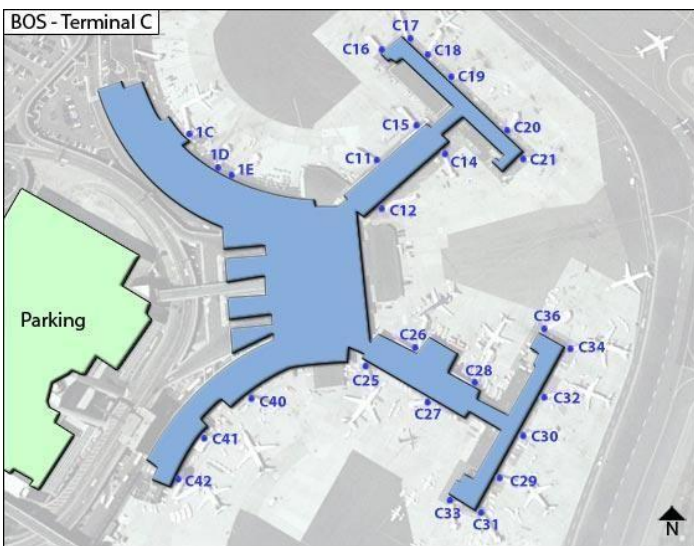 BOS - Terminal C
C17
C16
C18
C19
1C
C15
C20
1D
C11
C14
C21
1E
C12
Parking
C36
C26
C34
C25
C28
C40
C27
C32
C41
C30
C42
C29
C33
C31
N